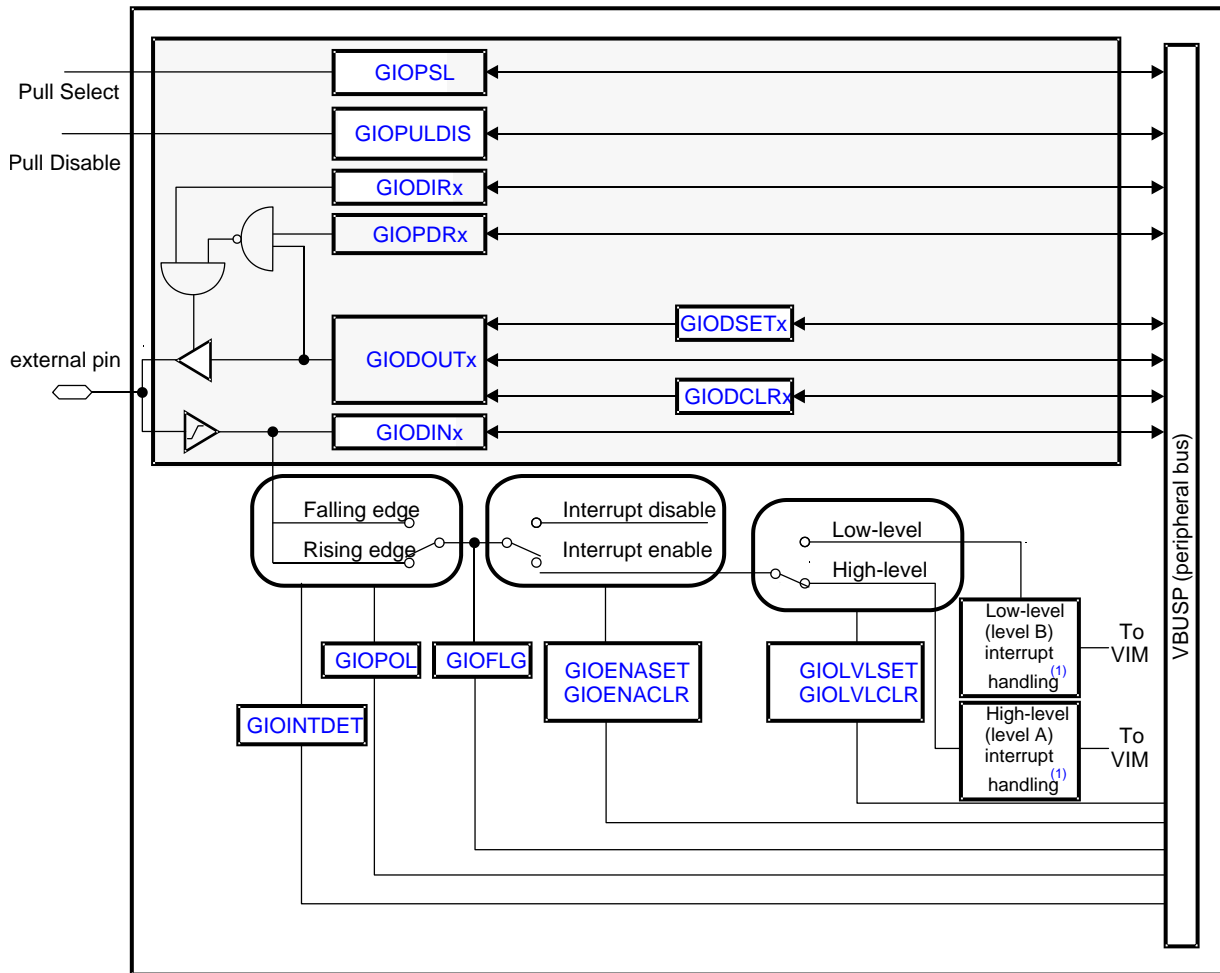 GIOPSL
Pull Select
GIOPULDIS
Pull Disable
GIODIRx
GIOPDRx
GIODSETx
external pin
GIODOUTx
GIODCLRx
GIODINx
VBUSP (peripheral bus)
Falling edge
Rising edge
Interrupt disable
Interrupt enable
Low-level
High-level
GIOPOL
GIOFLG
GIOENASET
GIOENACLR
GIOLVLSET
GIOLVLCLR
Low-level
(level B)
interrupt
handling(1)
To
VIM
GIOINTDET
High-level
(level A)
interrupt
handling(1)
To
VIM